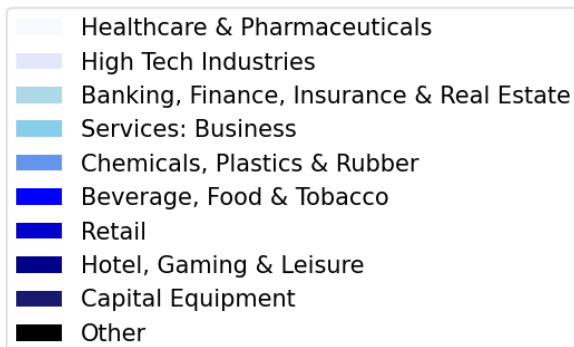 Healthcare & Pharmaceuticals
High Tech Industries
Banking, Finance, Insurance & Real Estate
Services: Business
Chemicals, Plastics & Rubber
Beverage, Food & Tobacco
Retail
Hotel, Gaming & Leisure
Capital Equipment
Other